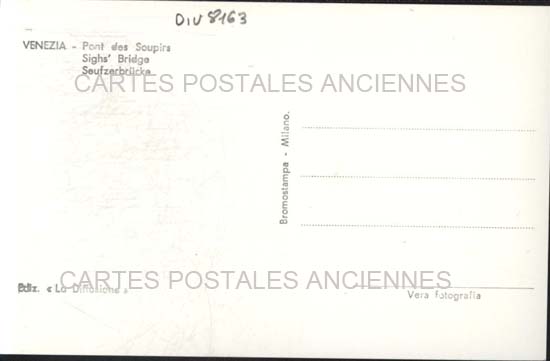 DIV 8163
VENEZIA - Pont des Soupirs
Sighs' Bridge
Seufzerbrücke
CARTES POSTALES ANCIENNES
Bromostampa - Milano.
CARTES POSTALES ANCIENNES
Ediz. « La Diffusione »
Vera fotografia